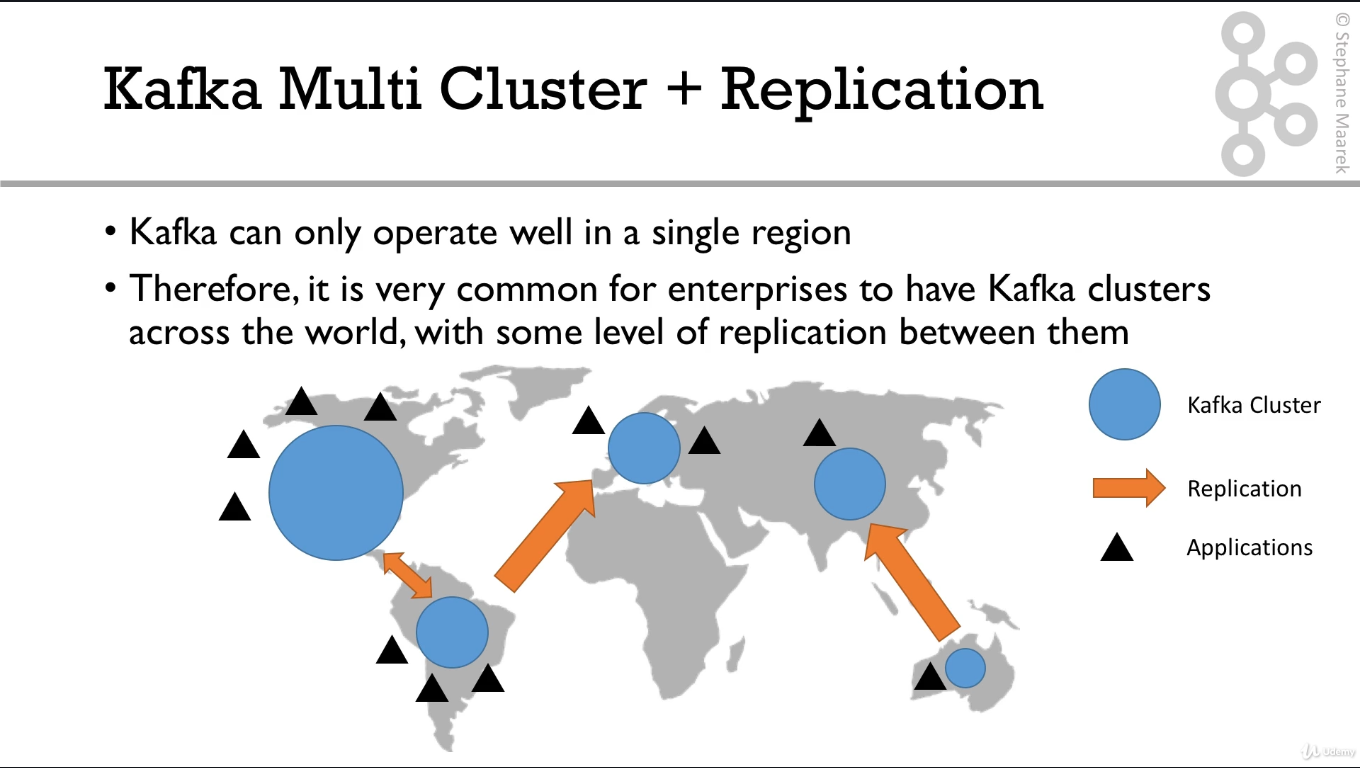 Kafka Multi Cluster + Replication
© Stephane Maarek
• Kafka can only operate well in a single region
• Therefore, it is very common for enterprises to have Kafka clusters
across the world, with some level of replication between them
Kafka Cluster
Replication
Applications
Udemy